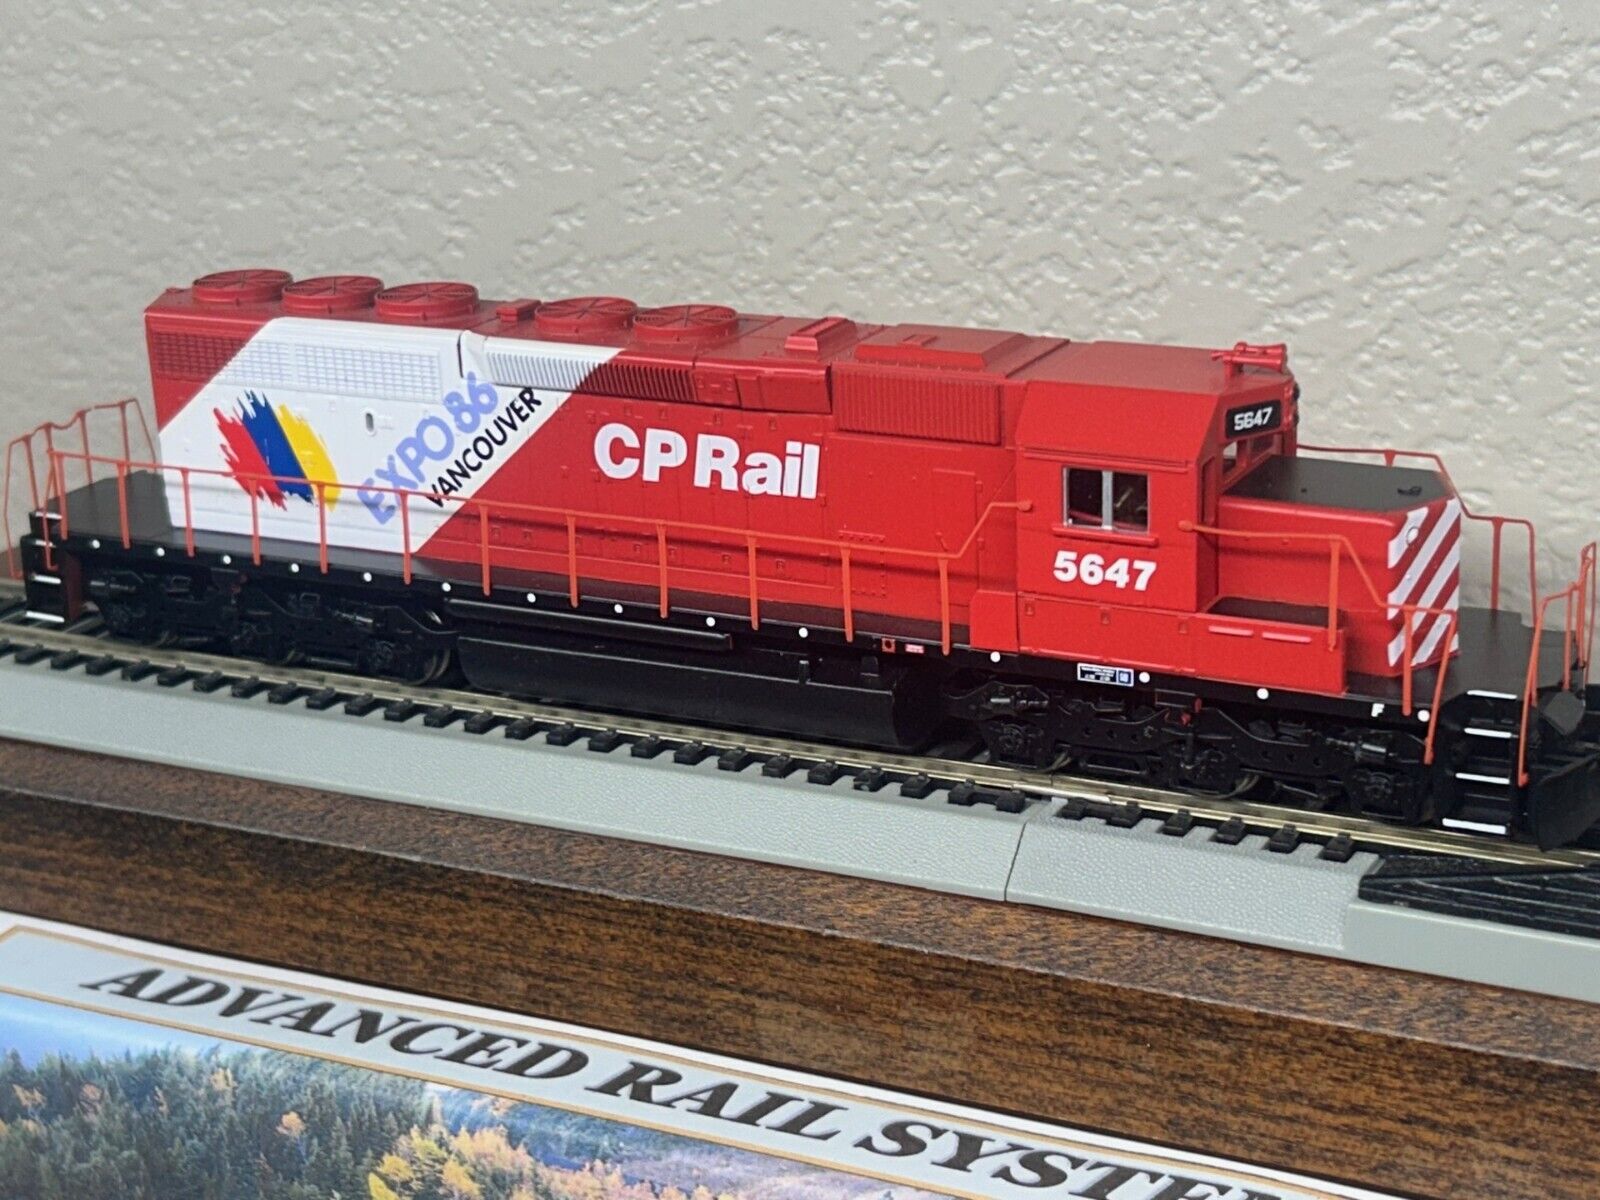 EXPO 86
VANCOUVER
CP Rail
5647
5647
F
ADVANCED RAIL SYSTE